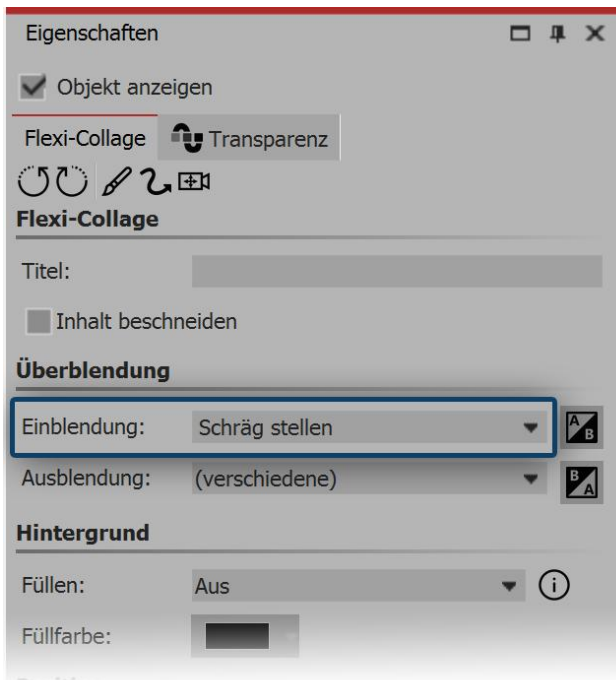 Eigenschaften
Objekt anzeigen
Flexi-Collage Transparenz
Flexi-Collage
Titel:
Inhalt beschneiden
Überblendung
Einblendung: Schräg stellen A B
Ausblendung: (verschiedene) B A
Hintergrund
Füllen: Aus
Füllfarbe: